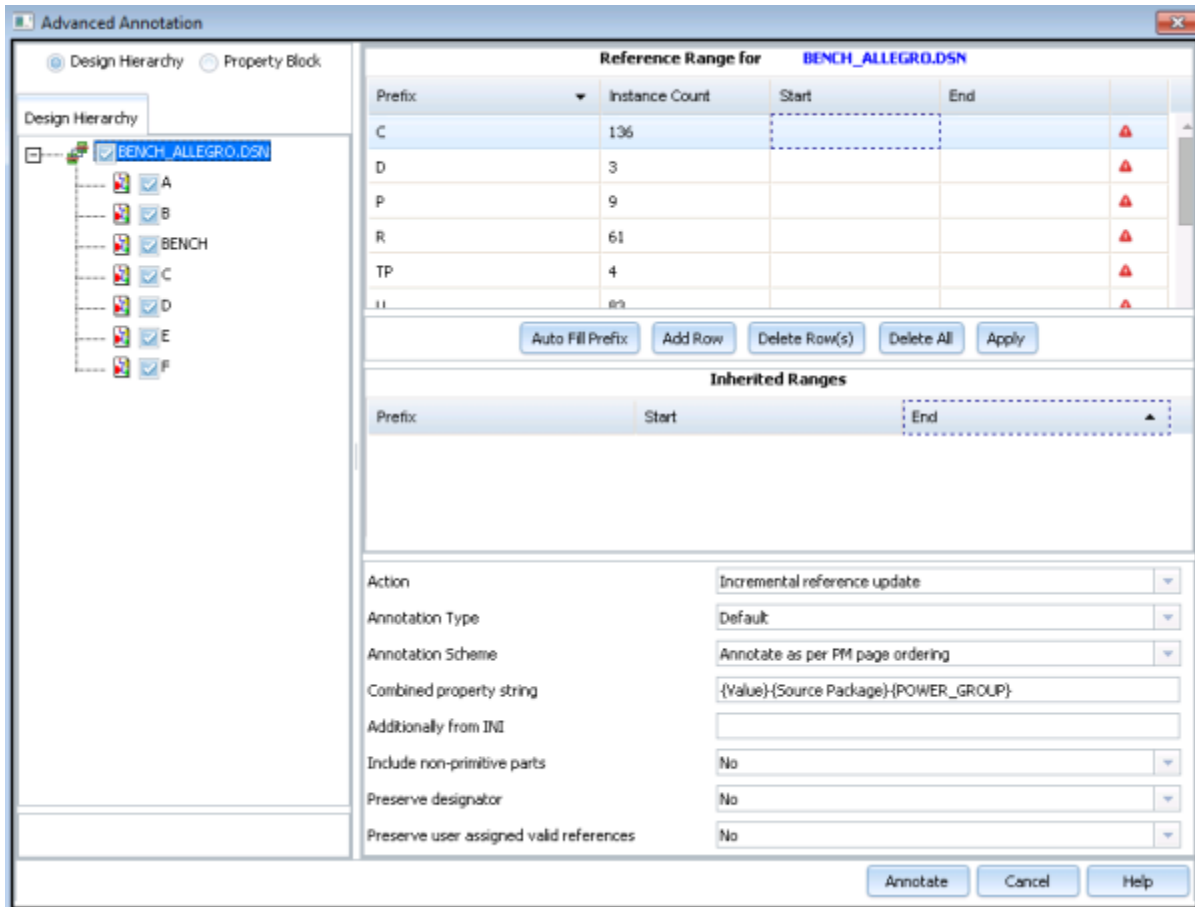 Advanced Annotation
Design Hierarchy Property Block
Design Hierarchy
BENCH_ALLEGRO.DSN
A
B
BENCH
C
D
E
F
Reference Range for BENCH_ALLEGRO.DSN
Prefix Instance Count Start End
C 136
D 3
P 9
R 61
TP 4
U 83
Auto Fill Prefix Add Row Delete Row(s) Delete All Apply
Inherited Ranges
Prefix Start End
Action Incremental reference update
Annotation Type Default
Annotation Scheme Annotate as per PM page ordering
Combined property string {Value}{Source Package}{POWER_GROUP}
Additionally from INI
Include non-primitive parts No
Preserve designator No
Preserve user assigned valid references No
Annotate Cancel Help